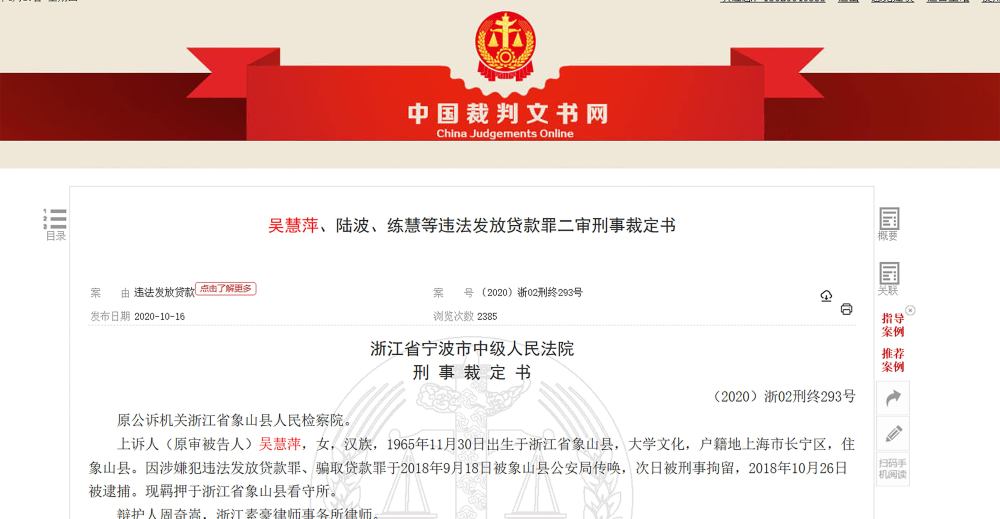 中国裁判文书网
China Judgements Online
目录
概要
吴慧萍、陆波、练慧等违法发放贷款罪二审刑事裁定书
关联
案 由 违法发放贷款 点击了解更多 案 号 （2020）浙02刑终293号
发布日期 2020-10-16 浏览次数 2385
指导
案例
推荐
案例
浙江省宁波市中级人民法院
刑 事 裁 定 书
（2020）浙02刑终293号
原公诉机关浙江省象山县人民检察院。
上诉人（原审被告人）吴慧萍，女，汉族，1965年11月30日出生于浙江省象山县，大学文化，户籍地上海市长宁区，住
象山县。因涉嫌犯违法发放贷款罪、骗取贷款罪于2018年9月18日被象山县公安局传唤，次日被刑事拘留，2018年10月26日
被逮捕。现羁押于浙江省象山县看守所。
扫码手
机阅读
辩护人周奇嵩，浙江素豪律师事务所律师。